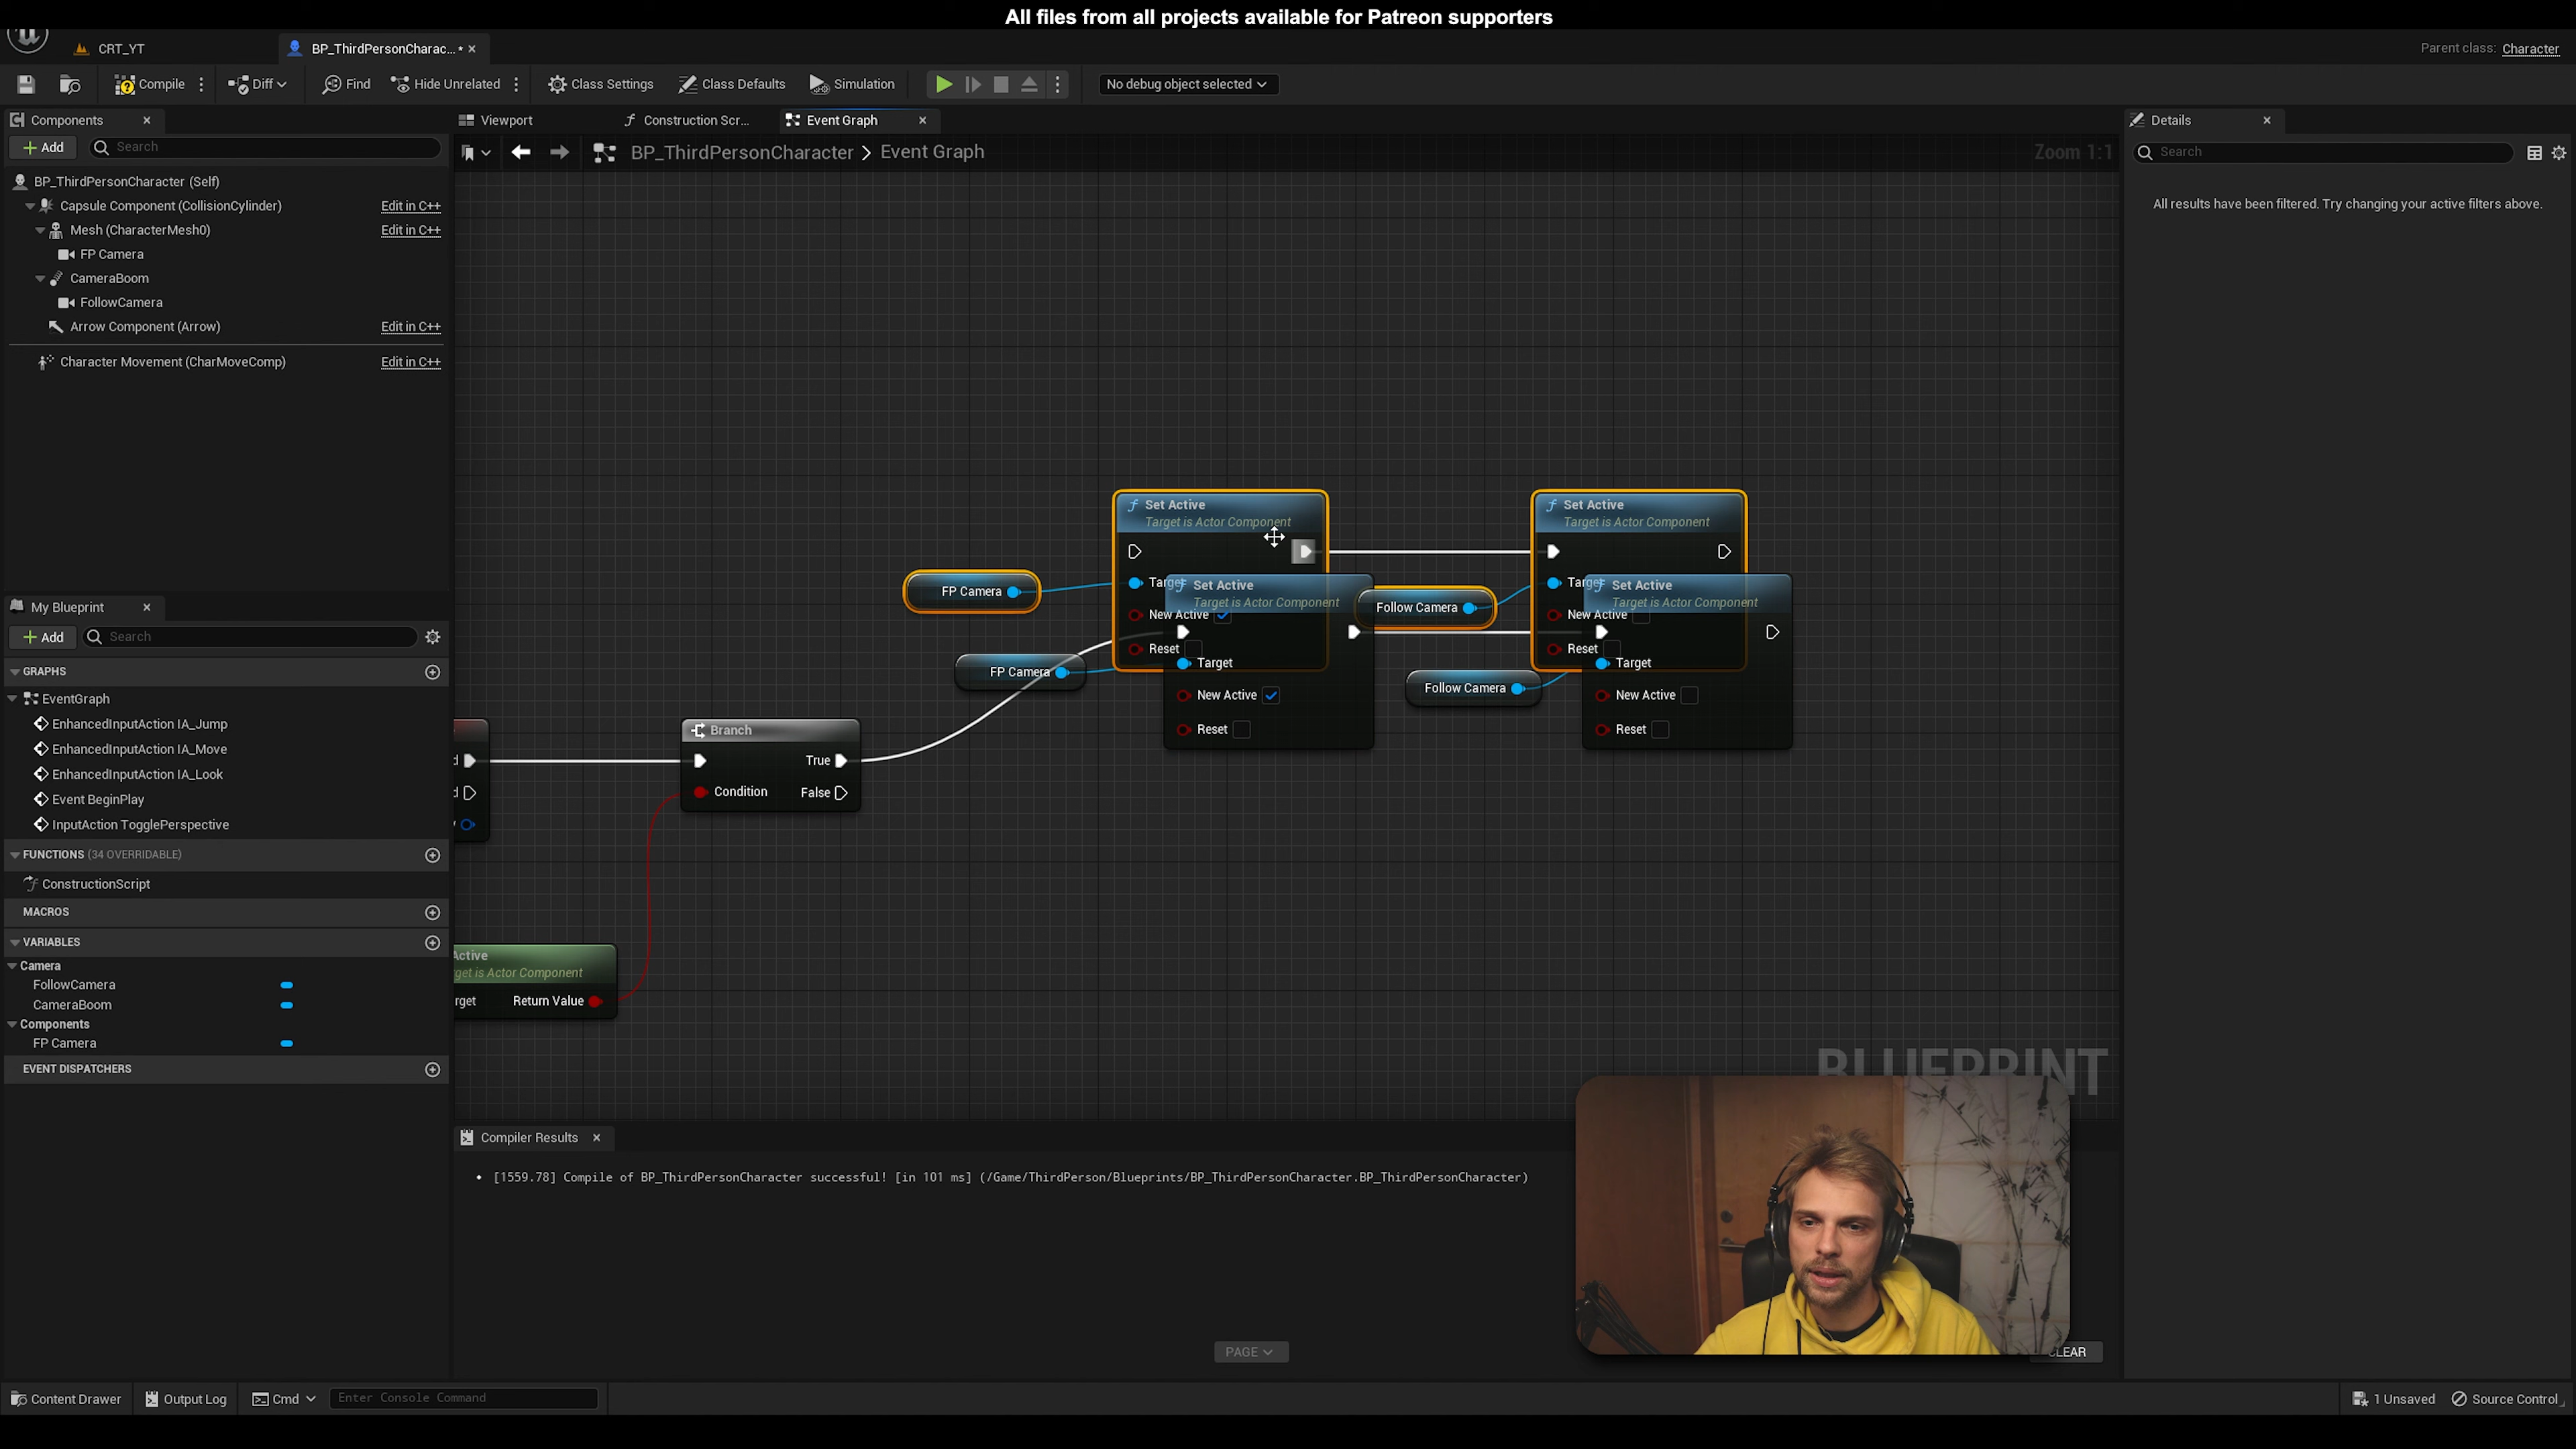 All files from all projects available for Patreon supporters
CRT_YT
BP_ThirdPersonCharac... •
Parent class: Character
Compile
Diff
Find
Hide Unrelated
Class Settings
Class Defaults
Simulation
No debug object selected
Components
Viewport
Construction Scr...
Event Graph
Details
Add
Search
BP_ThirdPersonCharacter > Event Graph
Zoom 1:1
Search
BP_ThirdPersonCharacter (Self)
Capsule Component (CollisionCylinder) Edit in C++
Mesh (CharacterMesh0) Edit in C++
FP Camera
CameraBoom
FollowCamera
Arrow Component (Arrow) Edit in C++
Character Movement (CharMoveComp) Edit in C++
All results have been filtered. Try changing your active filters above.
Set Active
Target is Actor Component
Target
New Active
Reset
Set Active
Target is Actor Component
Target
New Active
Reset
FP Camera
Follow Camera
Set Active
Target is Actor Component
Target
New Active
Reset
Set Active
Target is Actor Component
Target
New Active
Reset
FP Camera
Follow Camera
Branch
True
Condition
False
d
d
Active
get is Actor Component
rget
Return Value
BLUEPRINT
My Blueprint
Add
Search
GRAPHS
EventGraph
EnhancedInputAction IA_Jump
EnhancedInputAction IA_Move
EnhancedInputAction IA_Look
Event BeginPlay
InputAction TogglePerspective
FUNCTIONS (34 OVERRIDABLE)
ConstructionScript
MACROS
VARIABLES
Camera
FollowCamera
CameraBoom
Components
FP Camera
EVENT DISPATCHERS
Compiler Results
• [1559.78] Compile of BP_ThirdPersonCharacter successful! [in 101 ms] (/Game/ThirdPerson/Blueprints/BP_ThirdPersonCharacter.BP_ThirdPersonCharacter)
PAGE
CLEAR
Content Drawer
Output Log
Cmd
Enter Console Command
1 Unsaved
Source Control